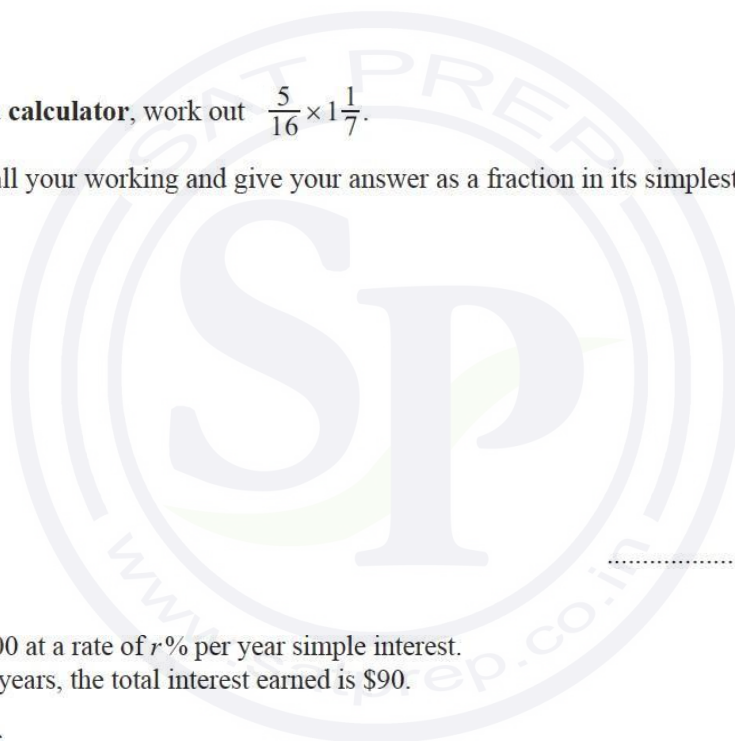 calculator, work out 5/16 × 1 1/7.
all your working and give your answer as a fraction in its simplest
..................
00 at a rate of r% per year simple interest.
years, the total interest earned is $90.
SAT PREP
SP
www.satprep.co.in